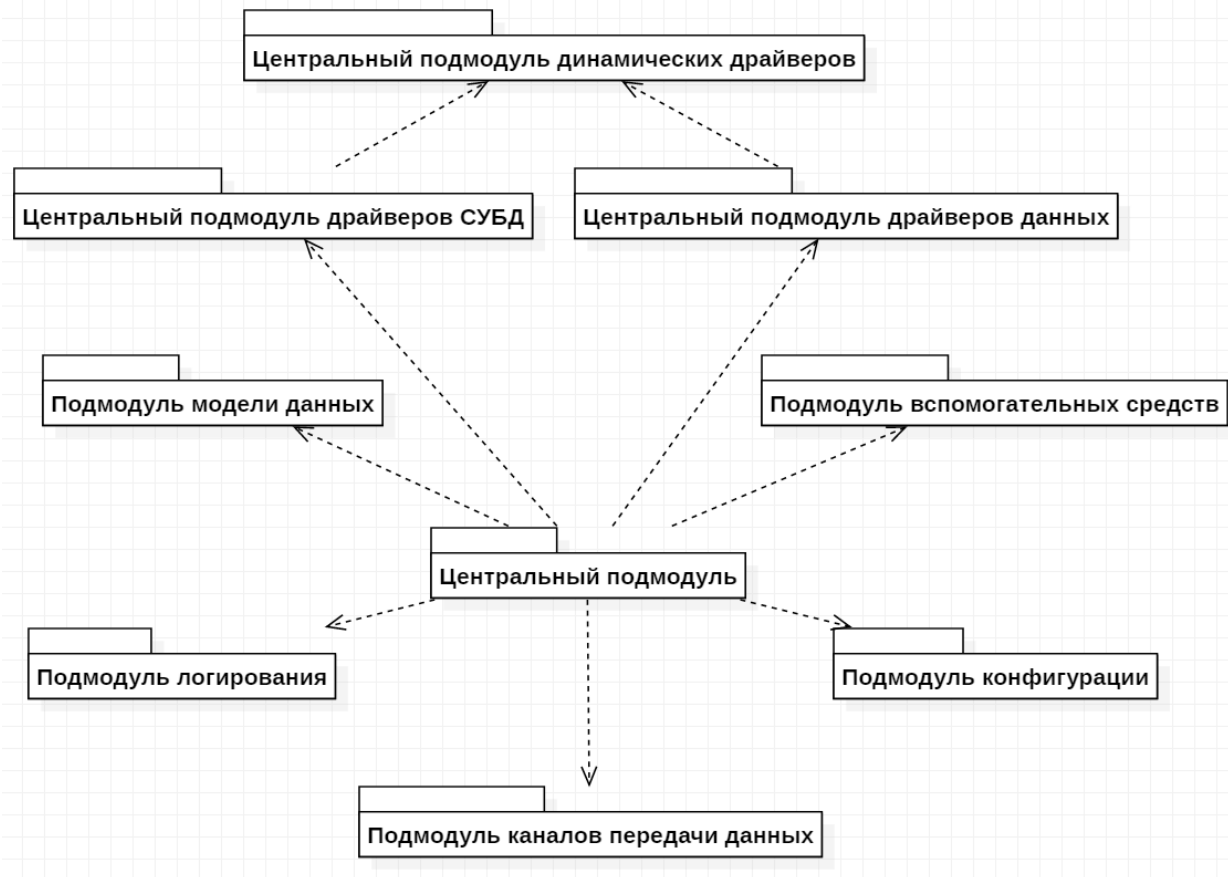 Центральный подмодуль динамических драйверов
Центральный подмодуль драйверов СУБД
Центральный подмодуль драйверов данных
Подмодуль модели данных
Подмодуль вспомогательных средств
Центральный подмодуль
Подмодуль логирования
Подмодуль конфигурации
Подмодуль каналов передачи данных